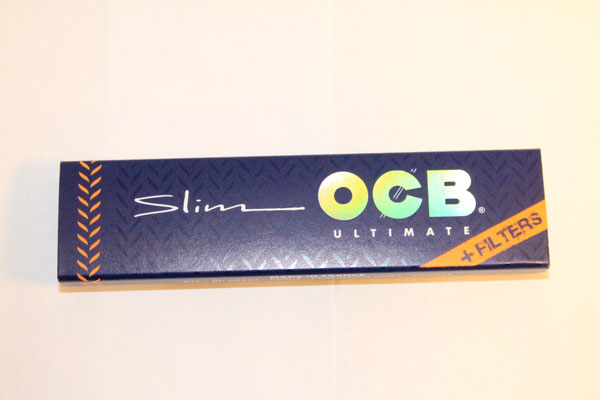 Slim
OCB®
ULTIMATE
+ FILTERS